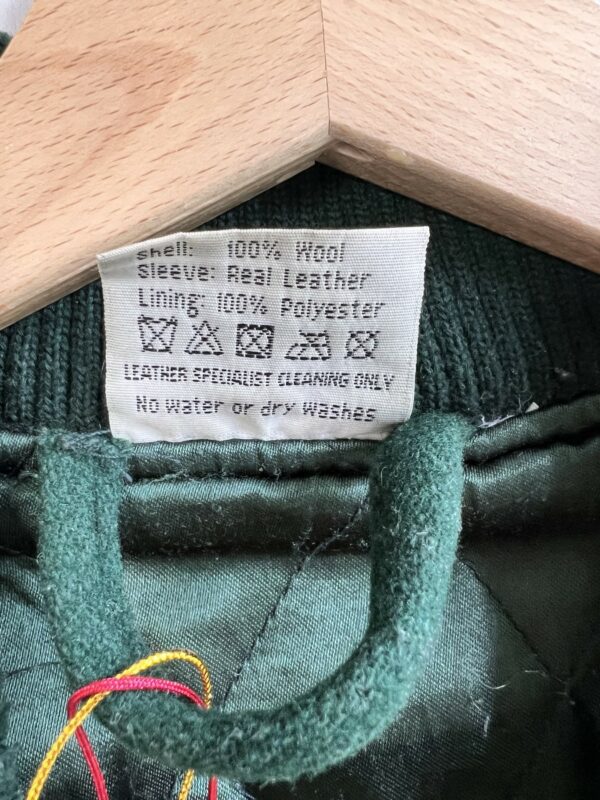 Shell: 100% Wool
Sleeve: Real Leather
Lining: 100% Polyester
LEATHER SPECIALIST CLEANING ONLY
No water or dry washes